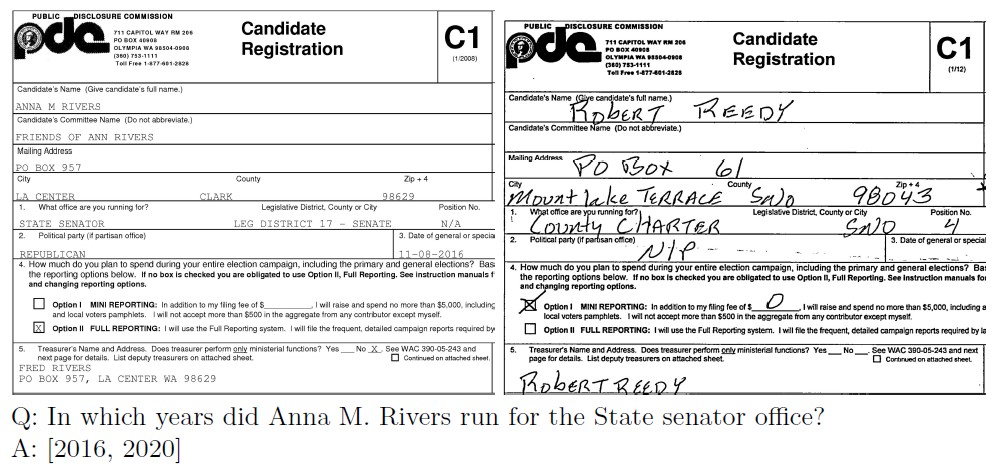 PUBLIC DISCLOSURE COMMISSION
pda
711 CAPITOL WAY RM 206
PO BOX 40908
OLYMPIA WA 98504-0908
(360) 753-1111
Toll Free 1-877-601-2828
Candidate
Registration
C1
(1/2008)
Candidate's Name (Give candidate's full name.)
ANNA M RIVERS
Candidate's Committee Name (Do not abbreviate.)
FRIENDS OF ANN RIVERS
Mailing Address
PO BOX 957
City County Zip + 4
LA CENTER CLARK 98629
1. What office are you running for? Legislative District, County or City Position No.
STATE SENATOR LEG DISTRICT 17 - SENATE N/A
2. Political party (if partisan office) 3. Date of general or specia
REPUBLICAN 11-08-2016
4. How much do you plan to spend during your entire election campaign, including the primary and general elections? Bas
the reporting options below. If no box is checked you are obligated to use Option II, Full Reporting. See instruction manuals f
and changing reporting options.
Option I MINI REPORTING: In addition to my filing fee of $________, I will raise and spend no more than $5,000, including
and local voters pamphlets. I will not accept more than $500 in the aggregate from any contributor except myself.
X Option II FULL REPORTING: I will use the Full Reporting system. I will file the frequent, detailed campaign reports required by
5. Treasurer's Name and Address. Does treasurer perform only ministerial functions? Yes ___ No _X_. See WAC 390-05-243 and
next page for details. List deputy treasurers on attached sheet. Continued on attached sheet.
FRED RIVERS
PO BOX 957, LA CENTER WA 98629
PUBLIC DISCLOSURE COMMISSION
pda
711 CAPITOL WAY RM 206
PO BOX 40908
OLYMPIA WA 98504-0908
(360) 753-1111
Toll Free 1-877-601-2828
Candidate
Registration
C1
(1/12)
Candidate's Name (Give candidate's full name.)
ROBERT REEDY
Candidate's Committee Name (Do not abbreviate.)
Mailing Address
PO BOX 61
City County Zip + 4
Mountlake TERRACE SNO 98043
1. What office are you running for? Legislative District, County or City Position No.
County CHARTER SNO 4
2. Political party (if partisan office) 3. Date of general or specia
N/P
4. How much do you plan to spend during your entire election campaign, including the primary and general elections? Bas
the reporting options below. If no box is checked you are obligated to use Option II, Full Reporting. See instruction manuals fo
and changing reporting options.
X Option I MINI REPORTING: In addition to my filing fee of $ 0, I will raise and spend no more than $5,000, including a
and local voters pamphlets. I will not accept more than $500 in the aggregate from any contributor except myself.
Option II FULL REPORTING: I will use the Full Reporting system. I will file the frequent, detailed campaign reports required by la
5. Treasurer's Name and Address. Does treasurer perform only ministerial functions? Yes ___ No ___. See WAC 390-05-243 and next
page for details. List deputy treasurers on attached sheet. Continued on attached sheet.
ROBERT REEDY
Q: In which years did Anna M. Rivers run for the State senator office?
A: [2016, 2020]